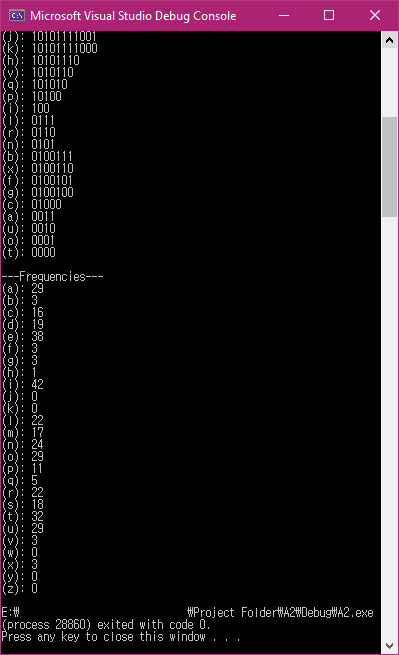 Microsoft Visual Studio Debug Console
(j): 10101111001
(k): 10101111000
(h): 10101110
(v): 1010110
(q): 101010
(p): 10100
(i): 100
(l): 0111
(r): 0110
(n): 0101
(b): 0100111
(x): 0100110
(f): 0100101
(g): 0100100
(c): 01000
(a): 0011
(u): 0010
(o): 0001
(t): 0000
---Frequencies---
(a): 29
(b): 3
(c): 16
(d): 19
(e): 38
(f): 3
(g): 3
(h): 1
(i): 42
(j): 0
(k): 0
(l): 22
(m): 17
(n): 24
(o): 29
(p): 11
(q): 5
(r): 22
(s): 18
(t): 32
(u): 29
(v): 3
(w): 0
(x): 3
(y): 0
(z): 0
E:₩ ₩Project Folder₩A2₩Debug₩A2.exe
(process 28860) exited with code 0.
Press any key to close this window . . .